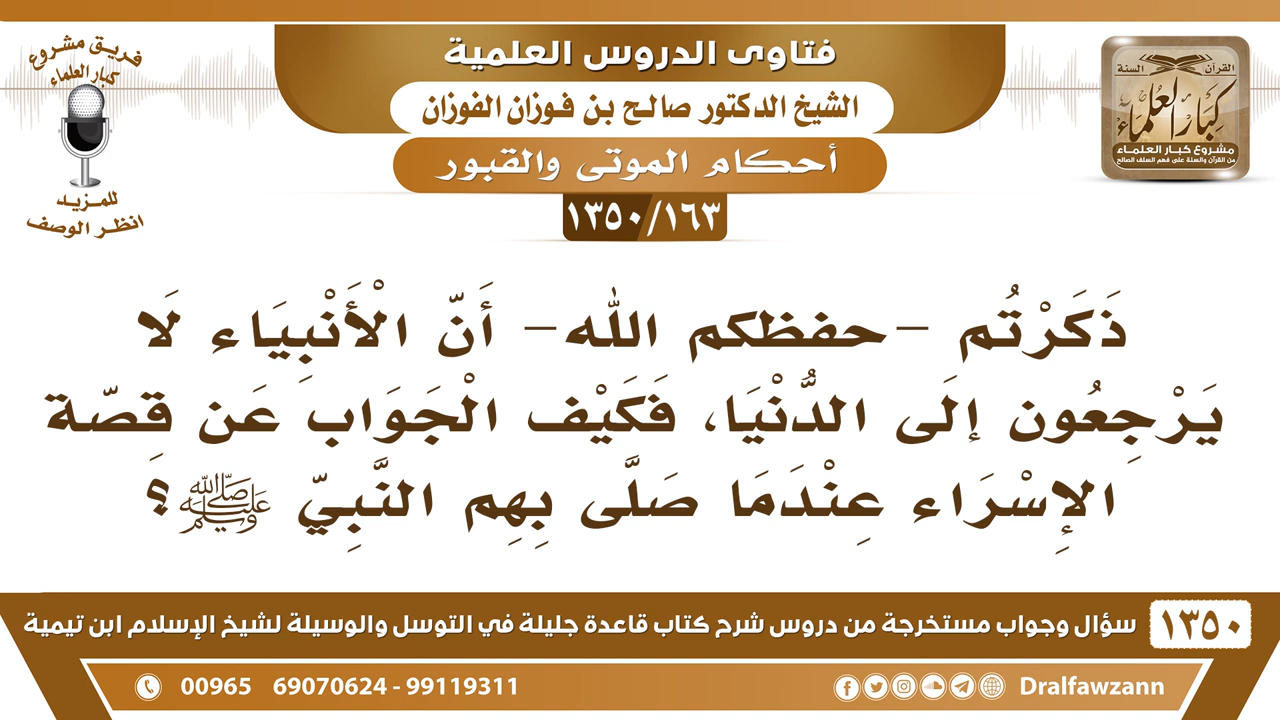 فريق مشروع
كبار العلماء
للمزيد
انظر الوصف
فتاوى الدروس العلمية
الشيخ الدكتور صالح بن فوزان الفوزان
أحكام الموتى والقبور
١٣٥٠/١٦٣
القرآن السنة
كبار العلماء
مشروع كبار العلماء
من القرآن والسنة على فهم السلف الصالح
ذَكَرْتُم -حفظكم الله- أَنّ الْأَنْبِيَاء لَا
يَرْجِعُون إِلَى الدُّنْيَا، فَكَيْف الْجَوَاب عَن قِصّة
الإِسْرَاء عِنْدَمَا صَلَّى بِهِم النَّبِيّ ﷺ؟
١٣٥٠ سؤال وجواب مستخرجة من دروس شرح كتاب قاعدة جليلة في التوسل والوسيلة لشيخ الإسلام ابن تيمية
00965 69070624 - 99119311
Dralfawzann